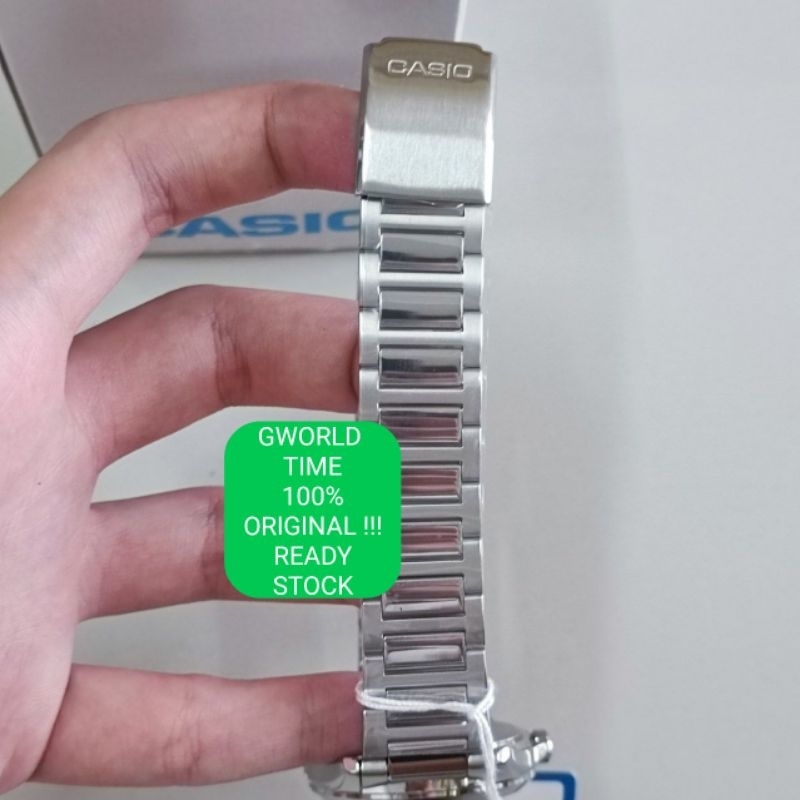 CASIO
CASIO
GWORLD
TIME
100%
ORIGINAL !!!
READY
STOCK